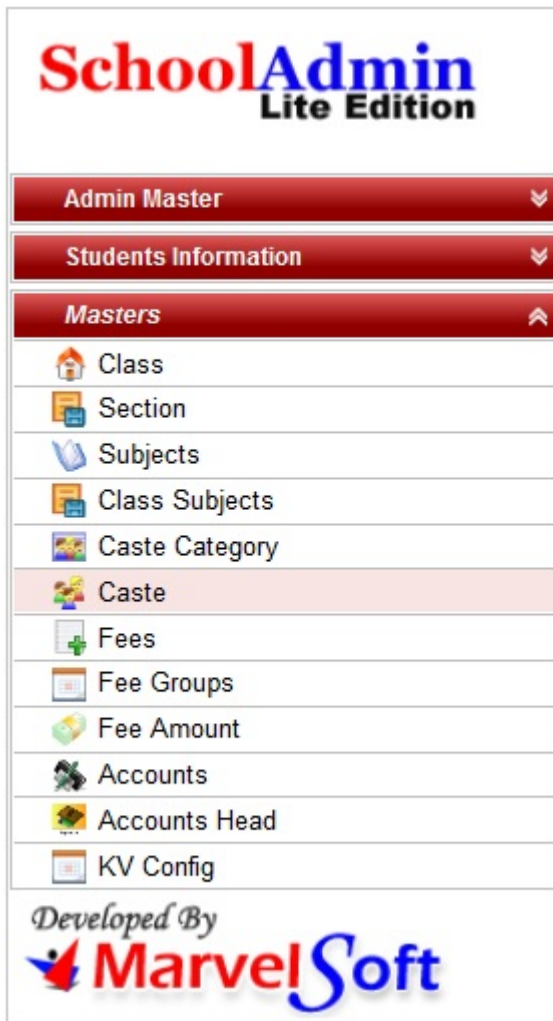 SchoolAdmin
Lite Edition
Admin Master
Students Information
Masters
Class
Section
Subjects
Class Subjects
Caste Category
Caste
Fees
Fee Groups
Fee Amount
Accounts
Accounts Head
KV Config
Developed By
MarvelSoft